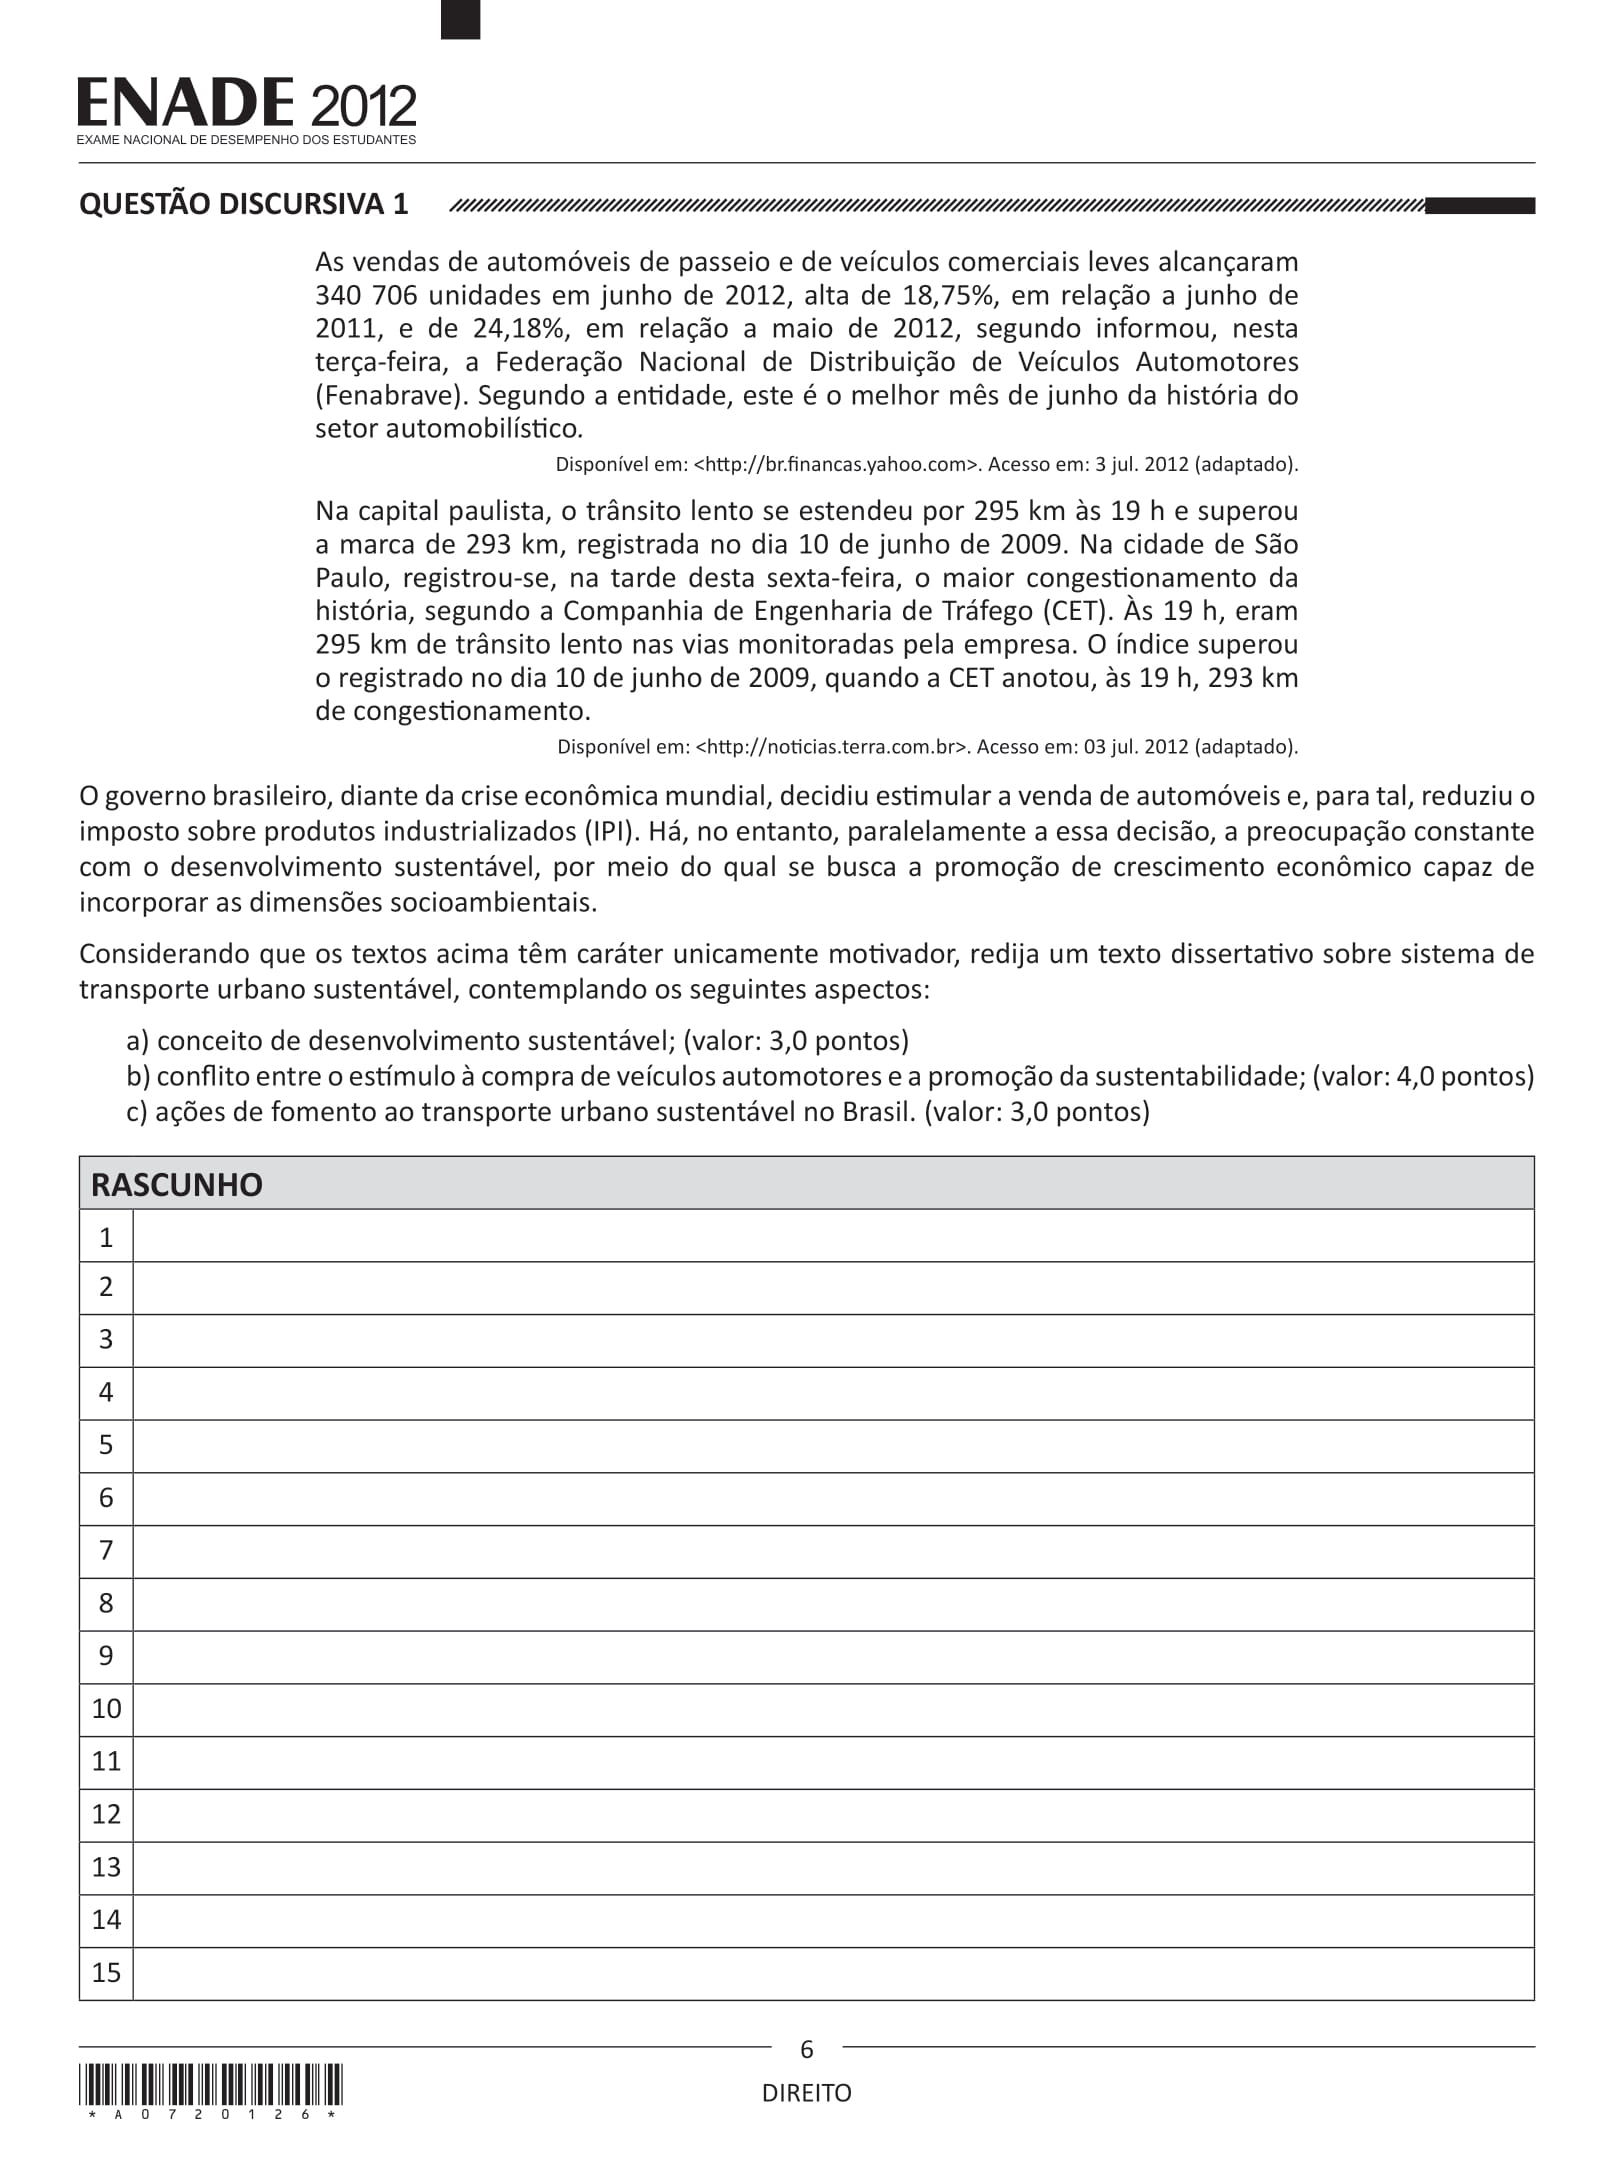 ENADE 2012
EXAME NACIONAL DE DESEMPENHO DOS ESTUDANTES
QUESTÃO DISCURSIVA 1
As vendas de automóveis de passeio e de veículos comerciais leves alcançaram
340 706 unidades em junho de 2012, alta de 18,75%, em relação a junho de
2011, e de 24,18%, em relação a maio de 2012, segundo informou, nesta
terça-feira, a Federação Nacional de Distribuição de Veículos Automotores
(Fenabrave). Segundo a entidade, este é o melhor mês de junho da história do
setor automobilístico.
Disponível em: <http://br.financas.yahoo.com>. Acesso em: 3 jul. 2012 (adaptado).
Na capital paulista, o trânsito lento se estendeu por 295 km às 19 h e superou
a marca de 293 km, registrada no dia 10 de junho de 2009. Na cidade de São
Paulo, registrou-se, na tarde desta sexta-feira, o maior congestionamento da
história, segundo a Companhia de Engenharia de Tráfego (CET). Às 19 h, eram
295 km de trânsito lento nas vias monitoradas pela empresa. O índice superou
o registrado no dia 10 de junho de 2009, quando a CET anotou, às 19 h, 293 km
de congestionamento.
Disponível em: <http://noticias.terra.com.br>. Acesso em: 03 jul. 2012 (adaptado).
O governo brasileiro, diante da crise econômica mundial, decidiu estimular a venda de automóveis e, para tal, reduziu o
imposto sobre produtos industrializados (IPI). Há, no entanto, paralelamente a essa decisão, a preocupação constante
com o desenvolvimento sustentável, por meio do qual se busca a promoção de crescimento econômico capaz de
incorporar as dimensões socioambientais.
Considerando que os textos acima têm caráter unicamente motivador, redija um texto dissertativo sobre sistema de
transporte urbano sustentável, contemplando os seguintes aspectos:
a) conceito de desenvolvimento sustentável; (valor: 3,0 pontos)
b) conflito entre o estímulo à compra de veículos automotores e a promoção da sustentabilidade; (valor: 4,0 pontos)
c) ações de fomento ao transporte urbano sustentável no Brasil. (valor: 3,0 pontos)
RASCUNHO
1
2
3
4
5
6
7
8
9
10
11
12
13
14
15
6
DIREITO
* A 0 7 2 0 1 2 6 *